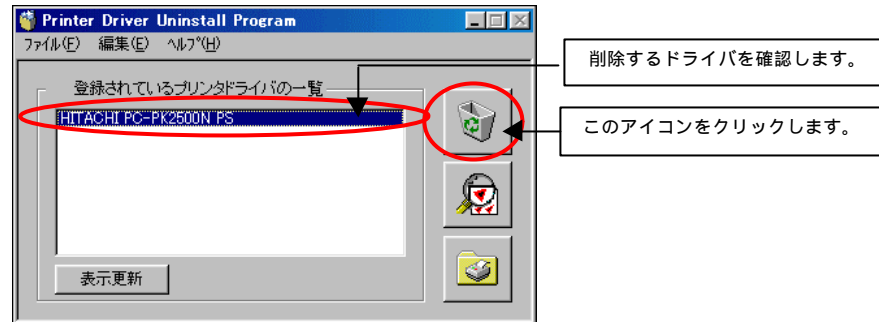 Printer Driver Uninstall Program
ﾌｧｲﾙ(F) 編集(E) ﾍﾙﾌﾟ(H)
登録されているプリンタドライバの一覧
HITACHI PC-PK2500N PS
表示更新
削除するドライバを確認します。
このアイコンをクリックします。